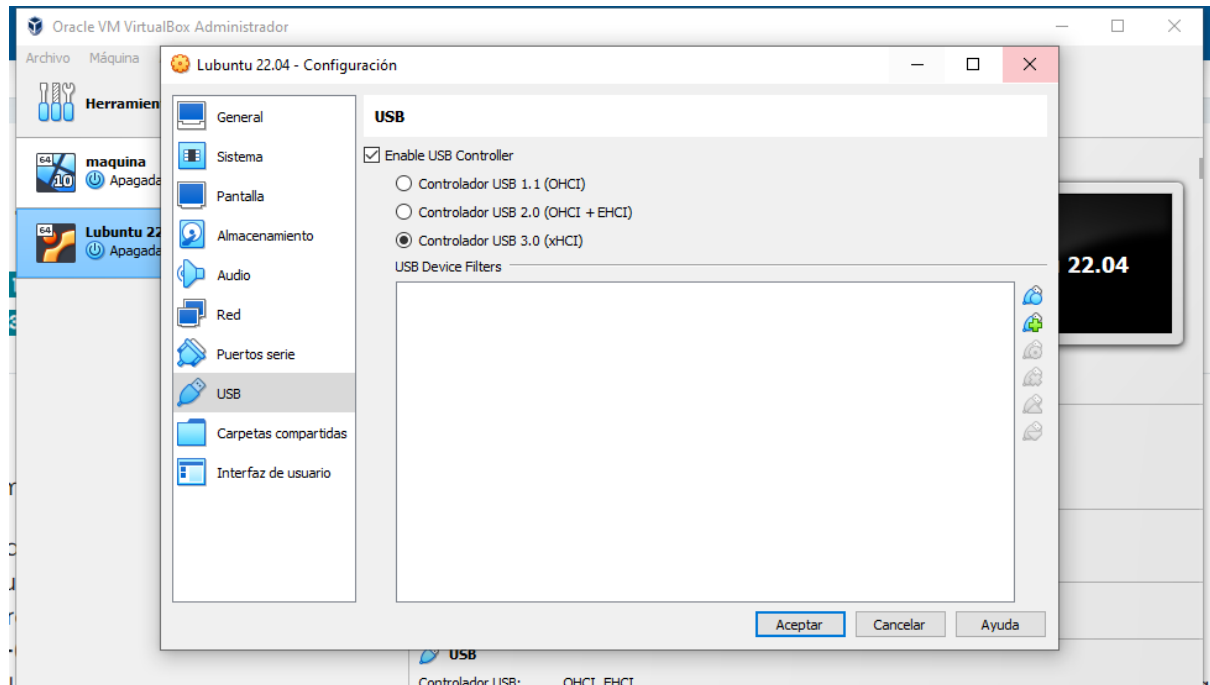 Oracle VM VirtualBox Administrador
Archivo Máquina
Lubuntu 22.04 - Configuración
Herramien
64
10
maquina
Apagada
64
Lubuntu 22
Apagada
General
Sistema
Pantalla
Almacenamiento
Audio
Red
Puertos serie
USB
Carpetas compartidas
Interfaz de usuario
USB
Enable USB Controller
Controlador USB 1.1 (OHCI)
Controlador USB 2.0 (OHCI + EHCI)
Controlador USB 3.0 (xHCI)
USB Device Filters
22.04
Aceptar Cancelar Ayuda
USB
Controlador USB: OHCI, EHCI